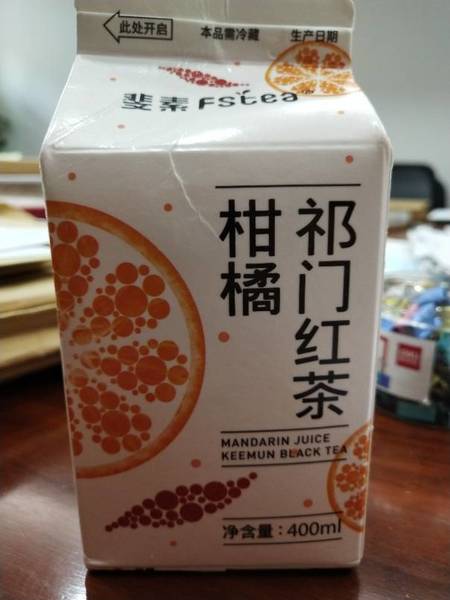 此处开启
本品需冷藏
生产日期
斐素 FStea
祁门红茶
柑橘
MANDARIN JUICE
KEEMUN BLACK TEA
净含量:400ml